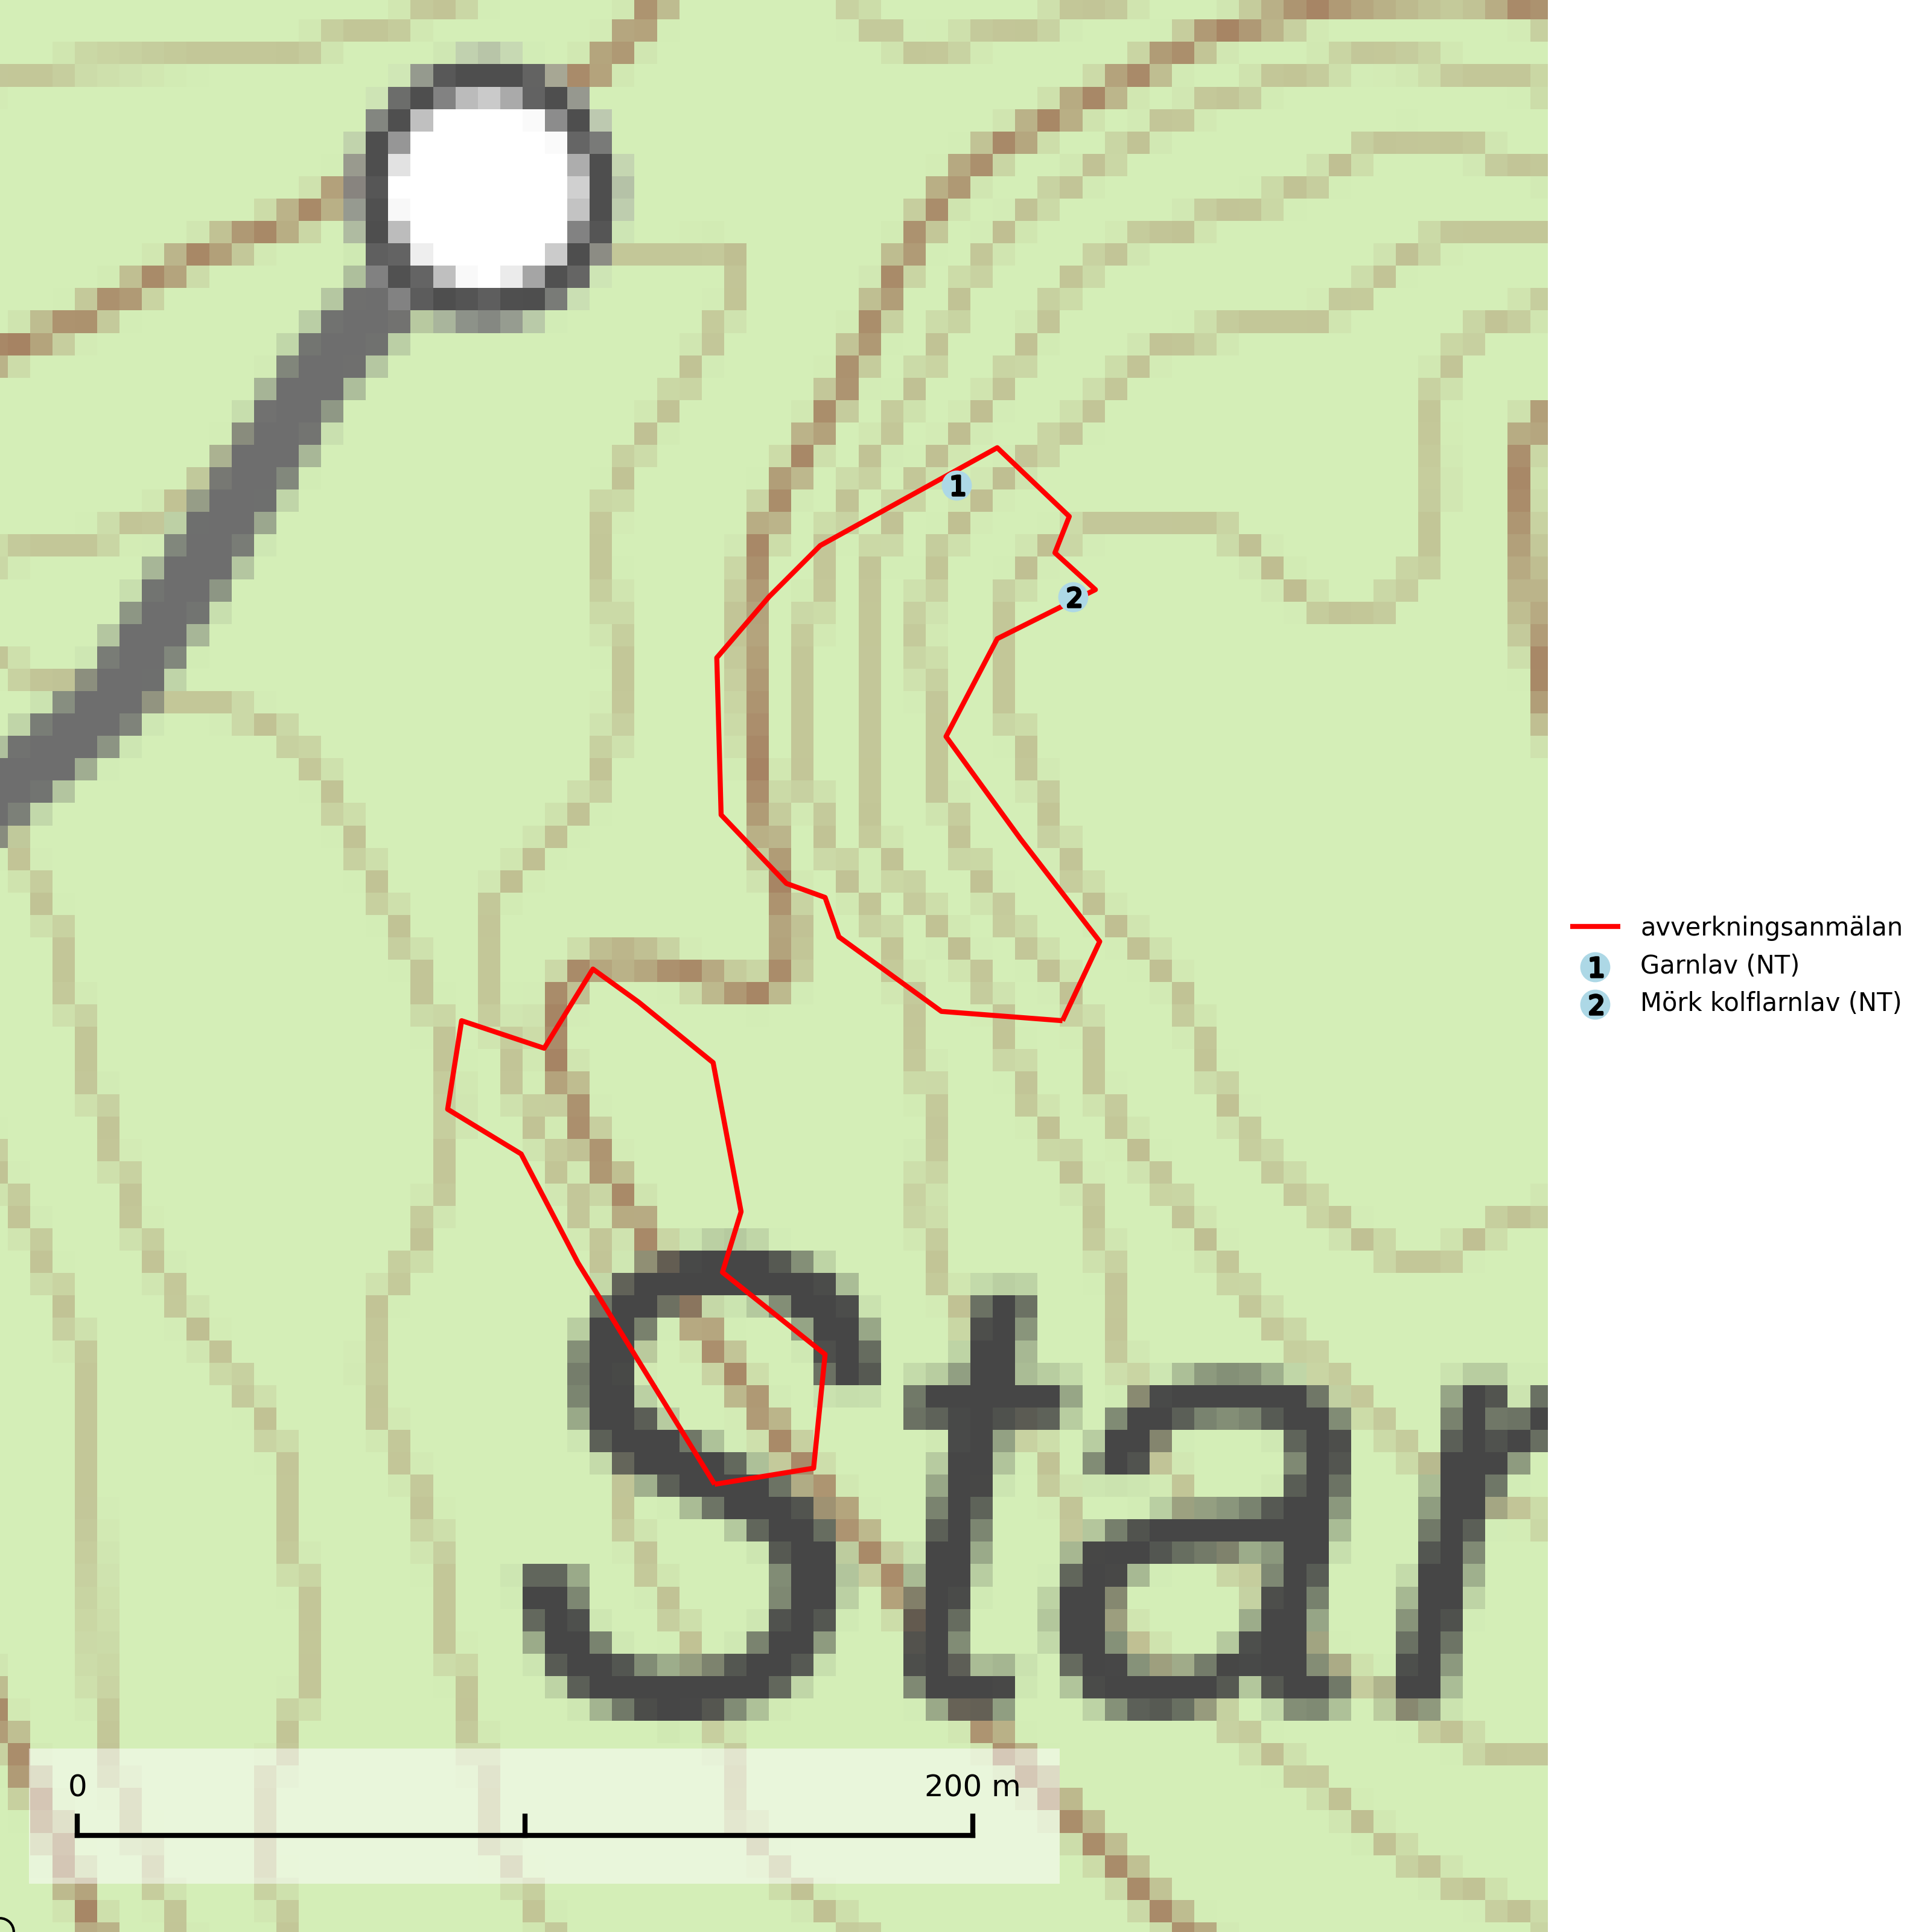 1
2
Star
0 200 m
avverkningsanmälan
1 Garnlav (NT)
2 Mörk kolflarnlav (NT)